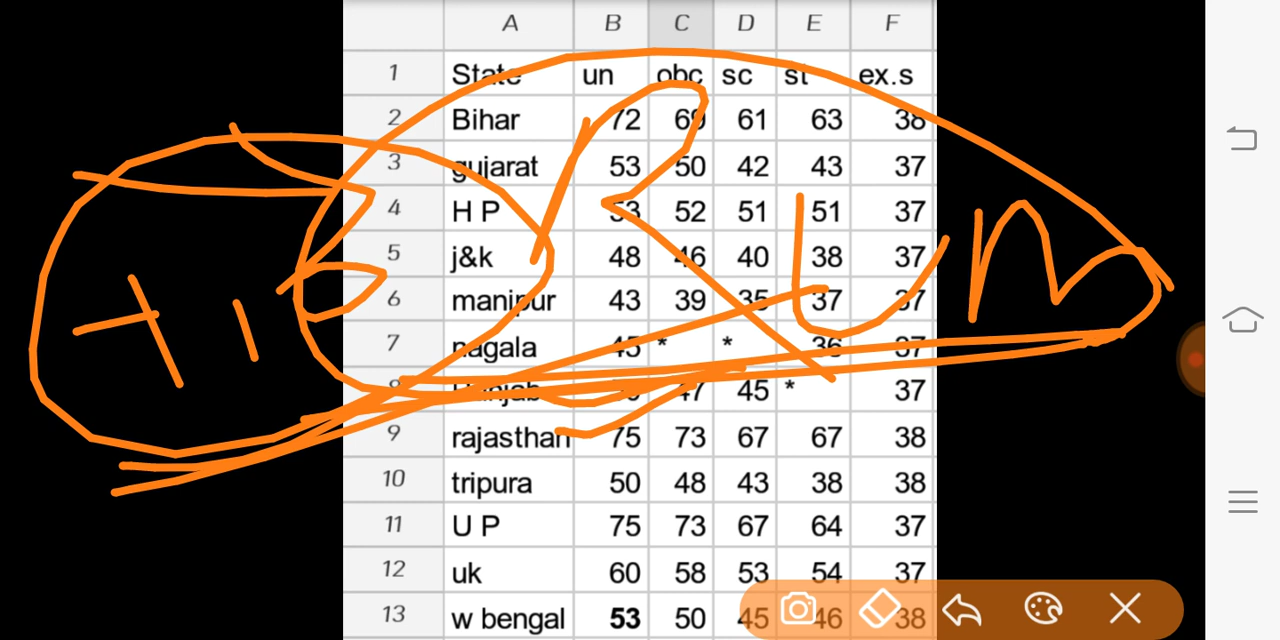 A B C D E F
1 State un obc sc st ex.s
2 Bihar 72 69 61 63 38
3 gujarat 53 50 42 43 37
4 H P 53 52 51 51 37
5 j&k 48 46 40 38 37
6 manipur 43 39 35 37 37
7 nagala 45 * * 36 37
8 47 45 * 37
9 rajasthan 75 73 67 67 38
10 tripura 50 48 43 38 38
11 U P 75 73 67 64 37
12 uk 60 58 53 54 37
13 w bengal 53 50 45 46 38